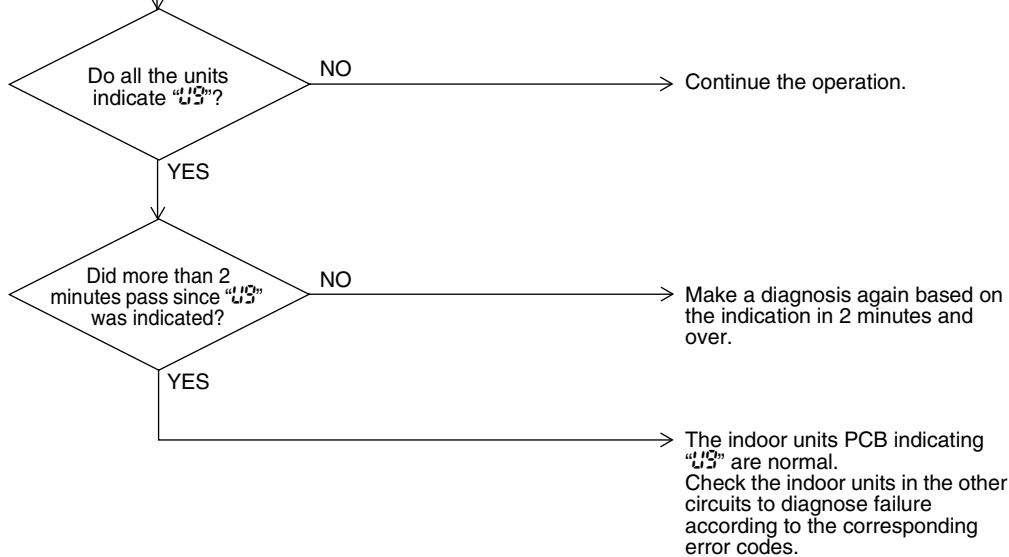 Do all the units
indicate “U9”?
NO
Continue the operation.
YES
Did more than 2
minutes pass since “U9”
was indicated?
NO
Make a diagnosis again based on
the indication in 2 minutes and
over.
YES
The indoor units PCB indicating
“U9” are normal.
Check the indoor units in the other
circuits to diagnose failure
according to the corresponding
error codes.